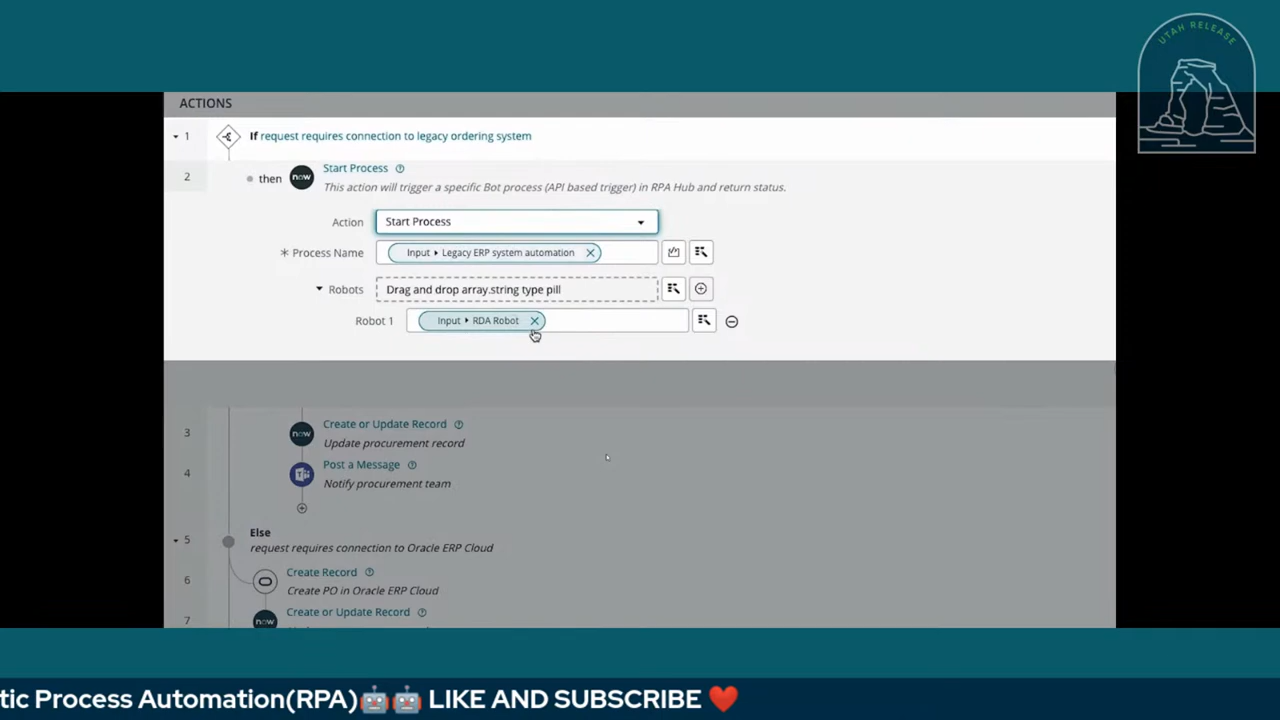 UTAH RELEASE
ACTIONS
1 If request requires connection to legacy ordering system
2 then now Start Process
This action will trigger a specific Bot process (API based trigger) in RPA Hub and return status.
Action Start Process
* Process Name Input ▸ Legacy ERP system automation
Robots Drag and drop array.string type pill
Robot 1 Input ▸ RDA Robot
3 now Create or Update Record
Update procurement record
4 Post a Message
Notify procurement team
5 Else
request requires connection to Oracle ERP Cloud
6 Create Record
Create PO in Oracle ERP Cloud
7 now Create or Update Record
tic Process Automation(RPA)🤖🤖 LIKE AND SUBSCRIBE ❤️